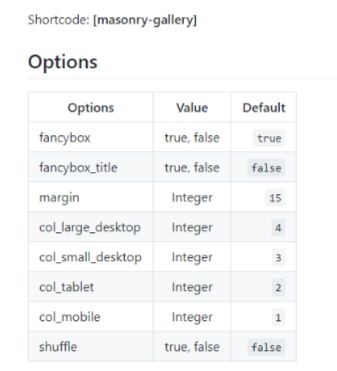 Shortcode: [masonry-gallery]
Options
Options Value Default
fancybox true, false true
fancybox_title true, false false
margin Integer 15
col_large_desktop Integer 4
col_small_desktop Integer 3
col_tablet Integer 2
col_mobile Integer 1
shuffle true, false false